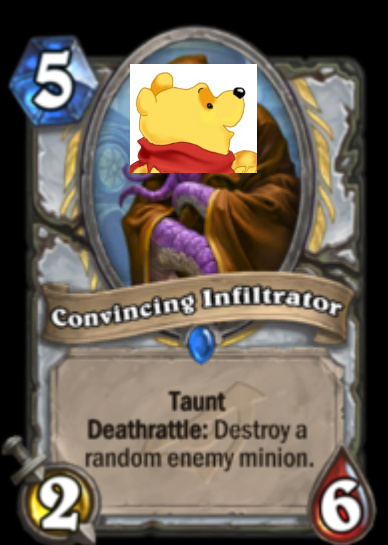 5
Convincing Infiltrator
Taunt
Deathrattle: Destroy a
random enemy minion.
2
6